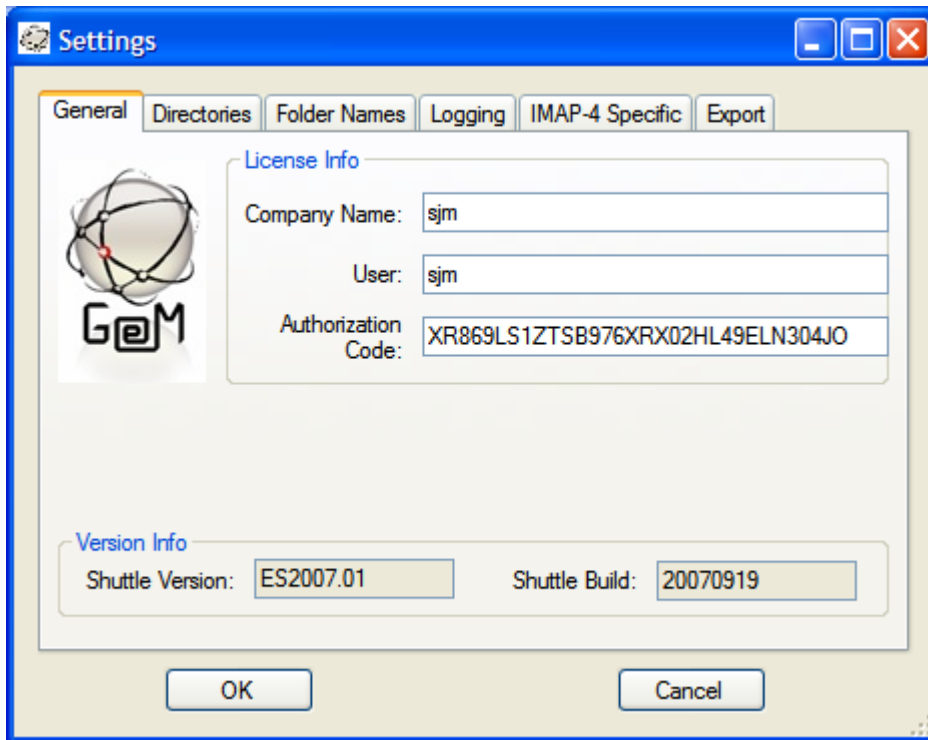 Settings
General Directories Folder Names Logging IMAP-4 Specific Export
License Info
Company Name: sjm
User: sjm
Authorization
Code: XR869LS1ZTSB976XRX02HL49ELN304JO
G@M
Version Info
Shuttle Version: ES2007.01 Shuttle Build: 20070919
OK Cancel